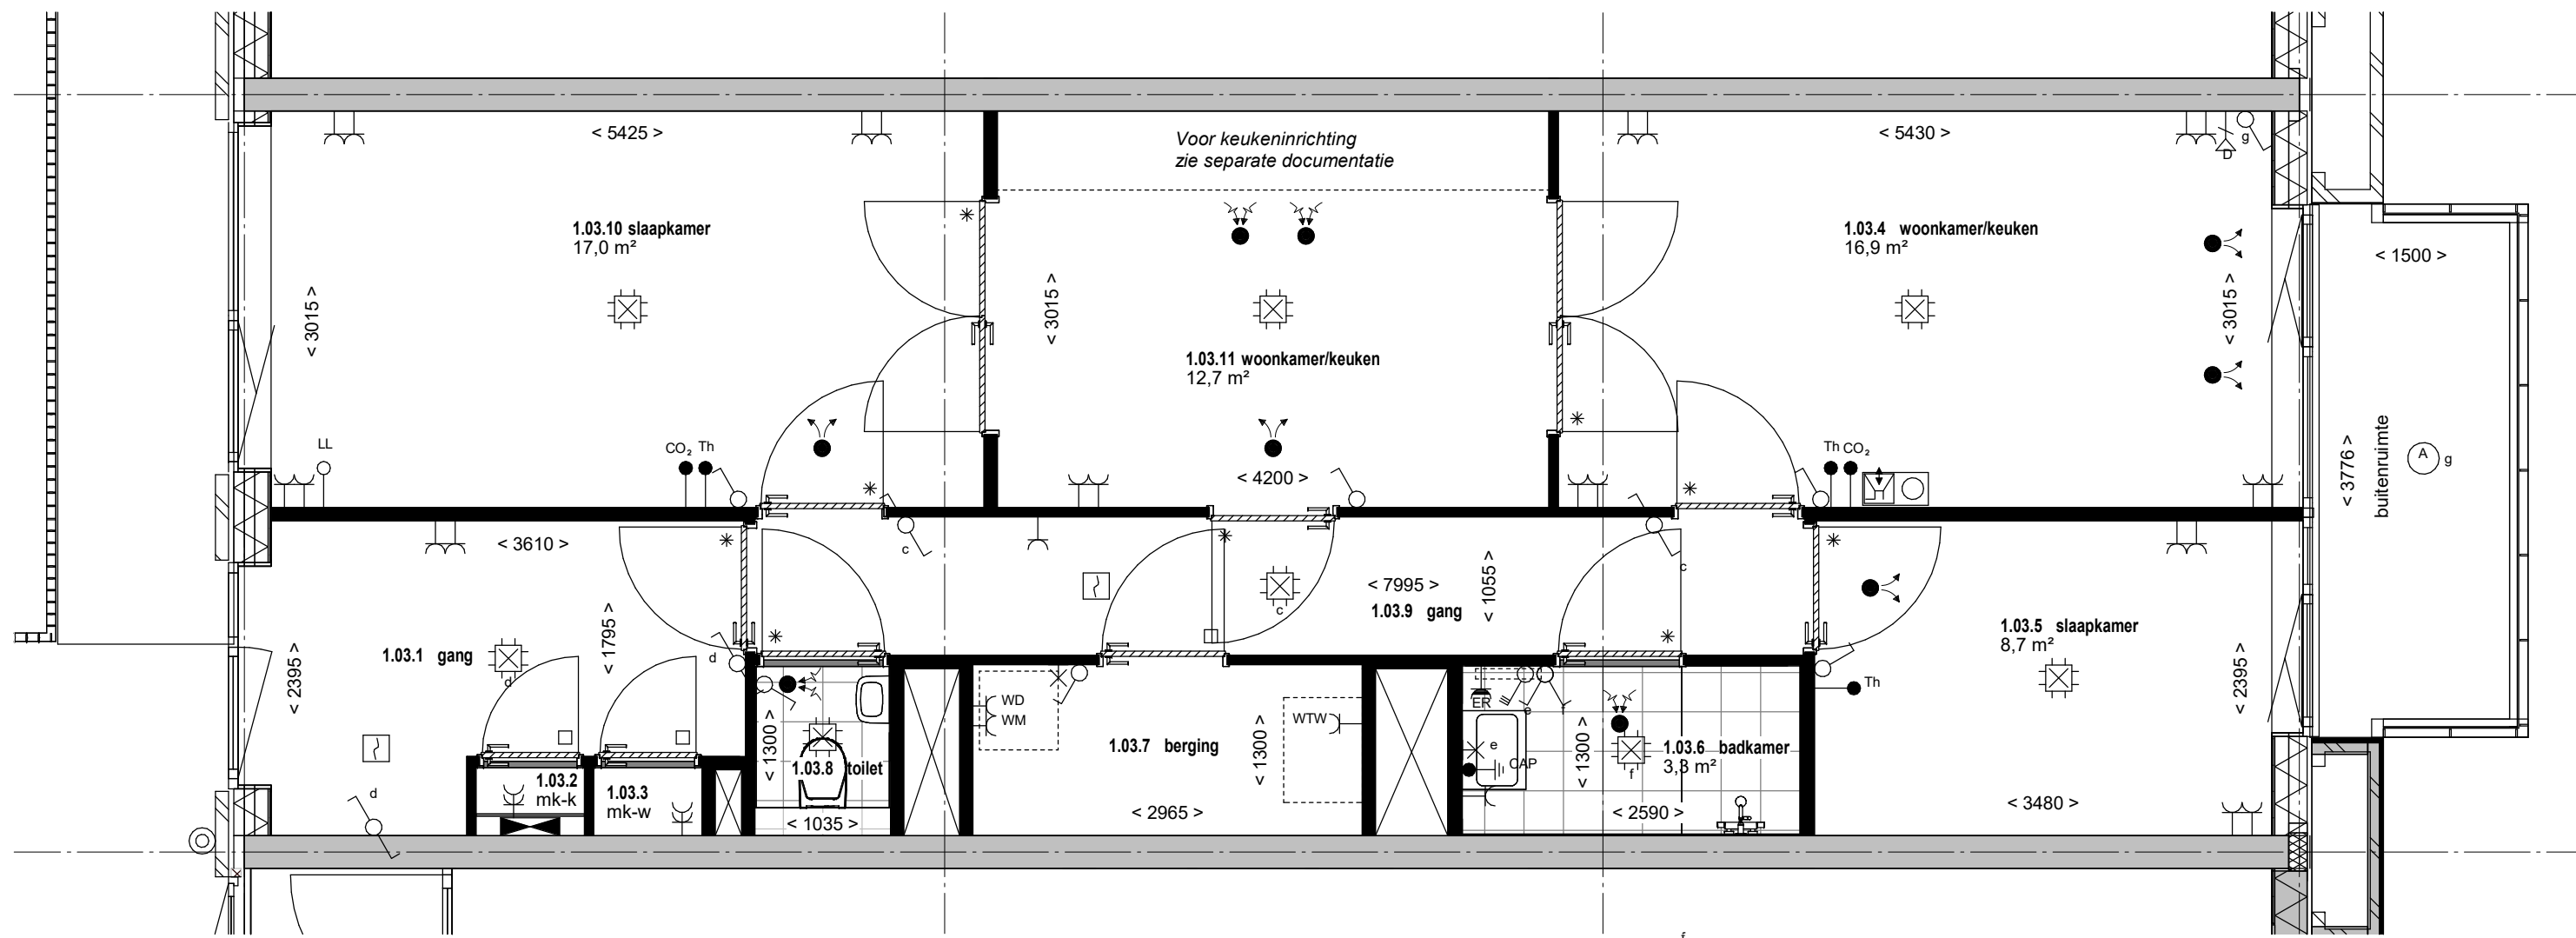 < 5425 >
Voor keukeninrichting
zie separate documentatie
< 5430 >
g
D
1.03.10 slaapkamer
17,0 m²
1.03.4 woonkamer/keuken
16,9 m²
< 1500 >
< 3015 >
< 3015 >
< 3015 >
1.03.11 woonkamer/keuken
12,7 m²
LL
CO₂ Th
< 4200 >
Th CO₂
< 3776 >
buitenruimte
A
g
< 3610 >
c
< 7995 >
1.03.9 gang
< 1055 >
c
c
1.03.1 gang
d
< 2395 >
< 1795 >
d
1.03.5 slaapkamer
8,7 m²
Th
< 2395 >
WD
WM
WTW
ER
e
f
e
CAP
< 1300 >
1.03.8 toilet
1.03.7 berging
< 1300 >
< 1300 >
1.03.6 badkamer
3,3 m²
f
1.03.2
mk-k
1.03.3
mk-w
d
< 1035 >
< 2965 >
< 2590 >
< 3480 >
f